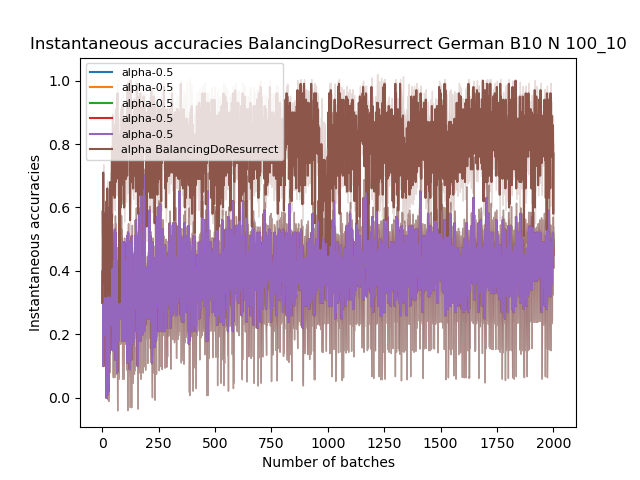 Instantaneous accuracies BalancingDoResurrect German B10 N 100_10
alpha-0.5
alpha-0.5
alpha-0.5
alpha-0.5
alpha-0.5
alpha BalancingDoResurrect
1.0
0.8
0.6
0.4
0.2
0.0
Instantaneous accuracies
0 250 500 750 1000 1250 1500 1750 2000
Number of batches